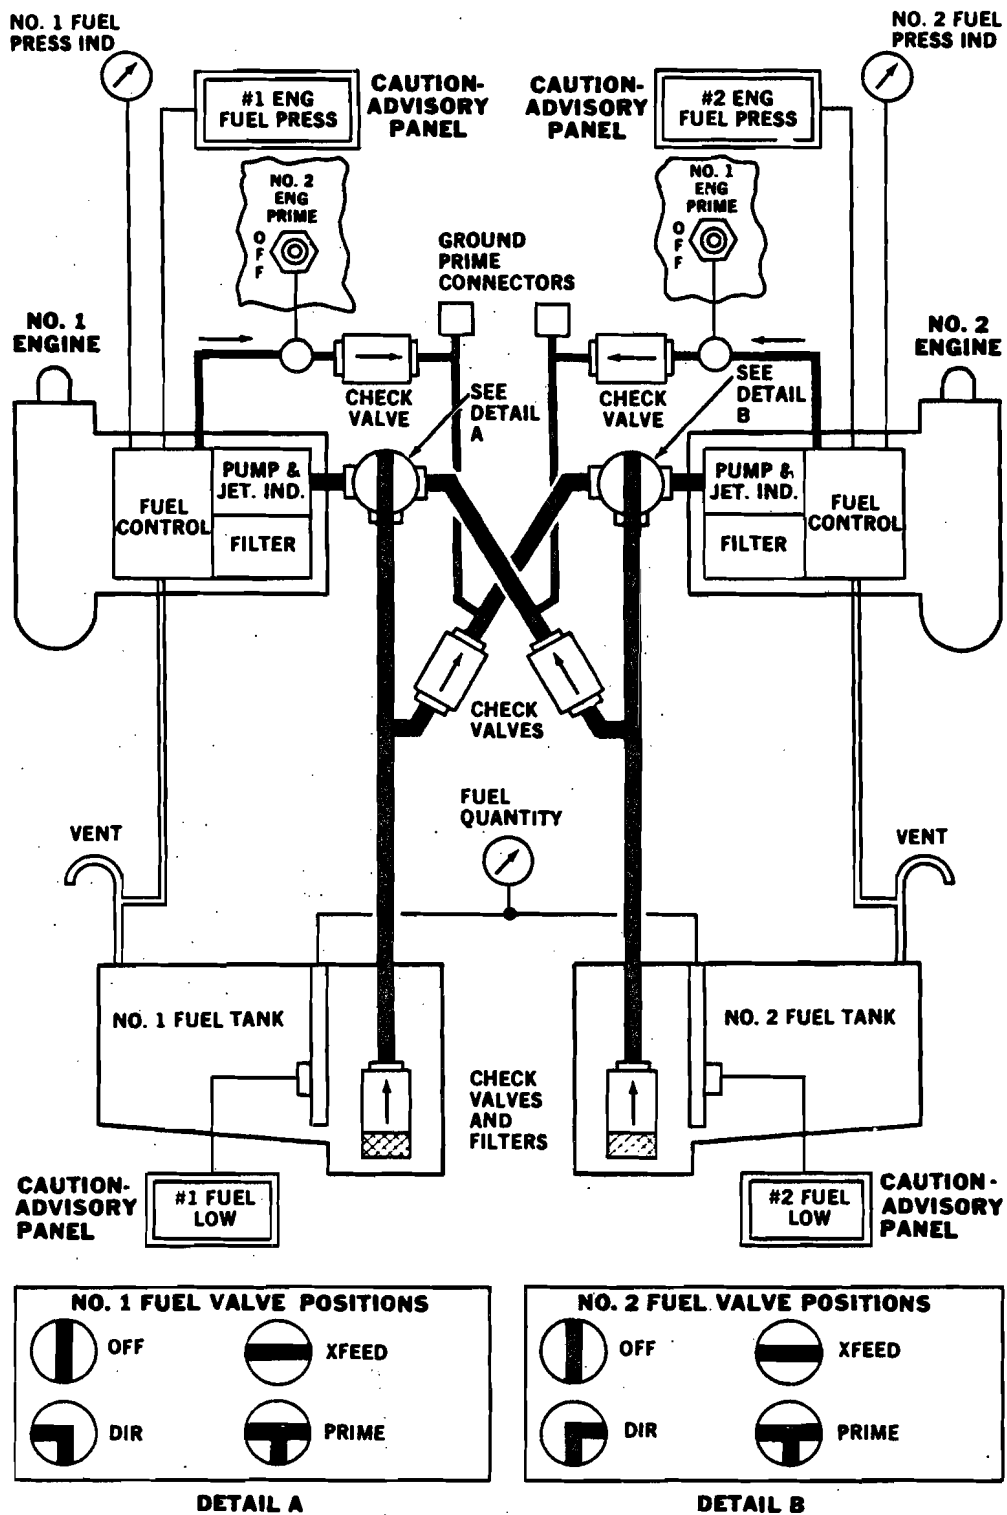 NO. 1 FUEL
PRESS IND
NO. 2 FUEL
PRESS IND
#1 ENG
FUEL PRESS
CAUTION-
ADVISORY
PANEL
CAUTION-
ADVISORY
PANEL
#2 ENG
FUEL PRESS
NO. 2
ENG
PRIME
O
F
F
GROUND
PRIME
CONNECTORS
NO. 1
ENG
PRIME
O
F
F
NO. 1
ENGINE
NO. 2
ENGINE
CHECK
VALVE
SEE
DETAIL
A
CHECK
VALVE
SEE
DETAIL
B
FUEL
CONTROL
PUMP &
JET. IND.
FILTER
PUMP &
JET. IND.
FILTER
FUEL
CONTROL
CHECK
VALVES
FUEL
QUANTITY
VENT
VENT
NO. 1 FUEL TANK
NO. 2 FUEL TANK
CHECK
VALVES
AND
FILTERS
CAUTION-
ADVISORY
PANEL
#1 FUEL
LOW
#2 FUEL
LOW
CAUTION-
ADVISORY
PANEL
NO. 1 FUEL VALVE POSITIONS
OFF
XFEED
DIR
PRIME
DETAIL A
NO. 2 FUEL VALVE POSITIONS
OFF
XFEED
DIR
PRIME
DETAIL B